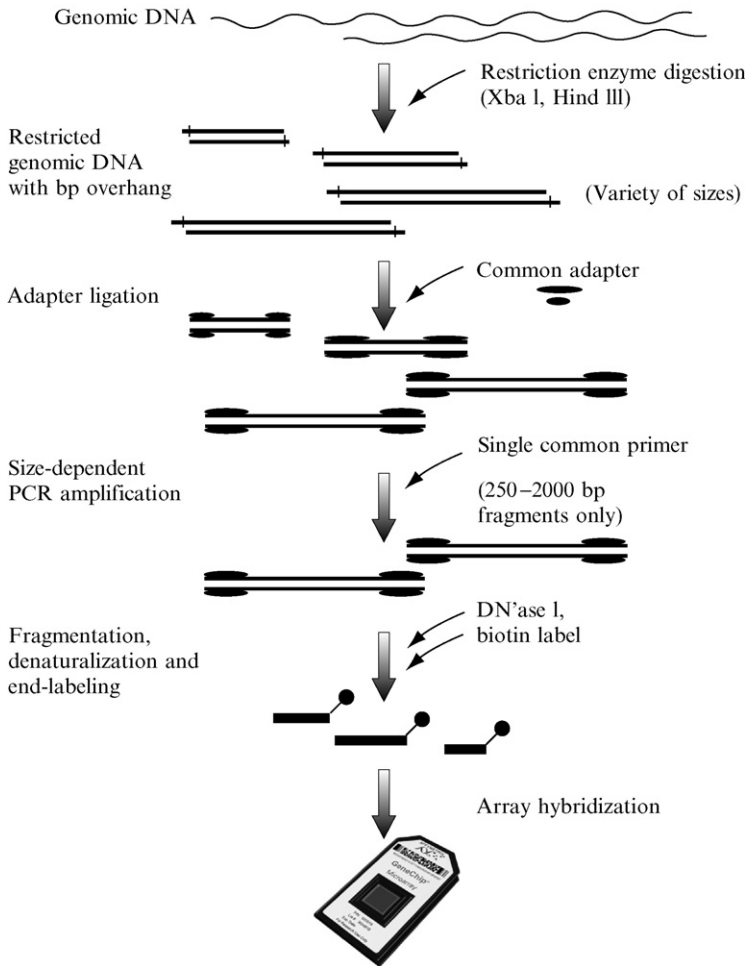 Genomic DNA
Restriction enzyme digestion
(Xba l, Hind lll)
Restricted
genomic DNA
with bp overhang
(Variety of sizes)
Common adapter
Adapter ligation
Single common primer
Size-dependent
PCR amplification
(250–2000 bp
fragments only)
DN’ase l,
biotin label
Fragmentation,
denaturalization and
end-labeling
Array hybridization
GeneChip
Microarray